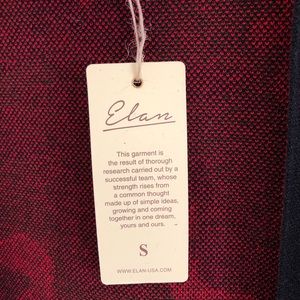 Elan
This garment is
the result of thorough
research carried out by a
successful team, whose
strength rises from
a common thought
made up of simple ideas,
growing and coming
together in one dream,
yours and ours.
S
WWW.ELAN-USA.COM